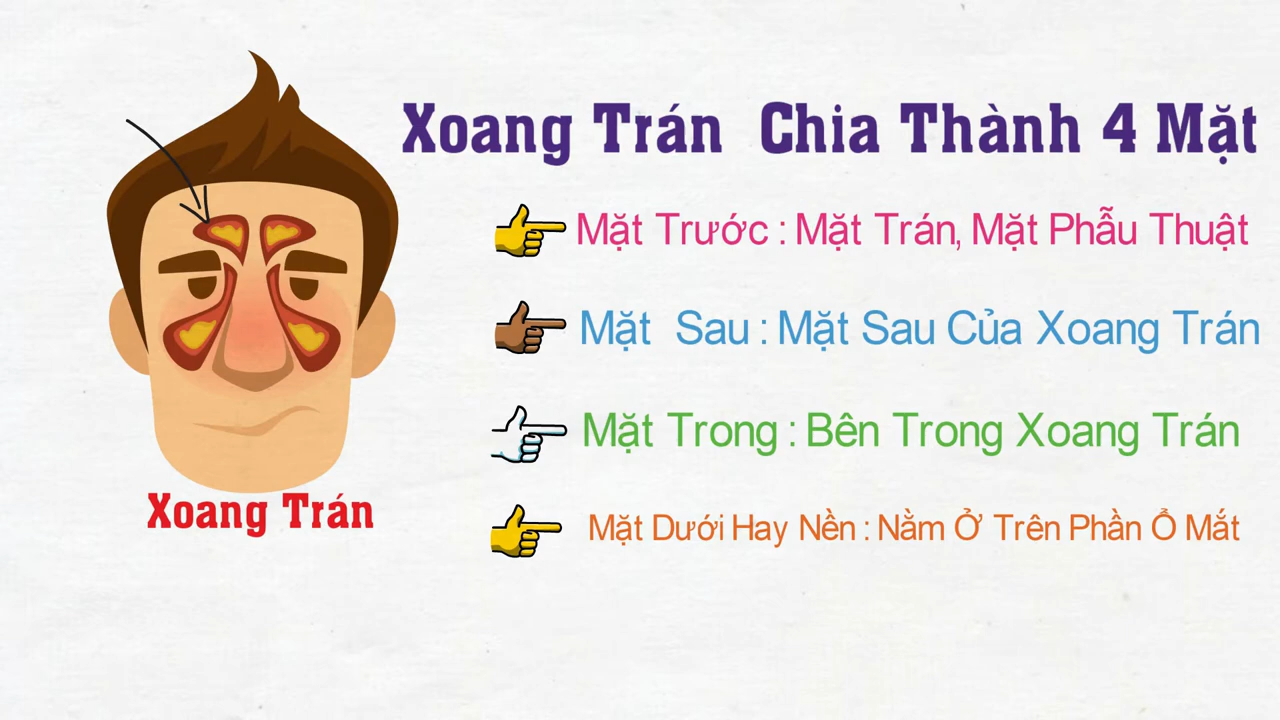 Xoang Trán Chia Thành 4 Mặt
Mặt Trước : Mặt Trán, Mặt Phẫu Thuật
Mặt Sau : Mặt Sau Của Xoang Trán
Mặt Trong : Bên Trong Xoang Trán
Mặt Dưới Hay Nền : Nằm Ở Trên Phần Ổ Mắt
Xoang Trán